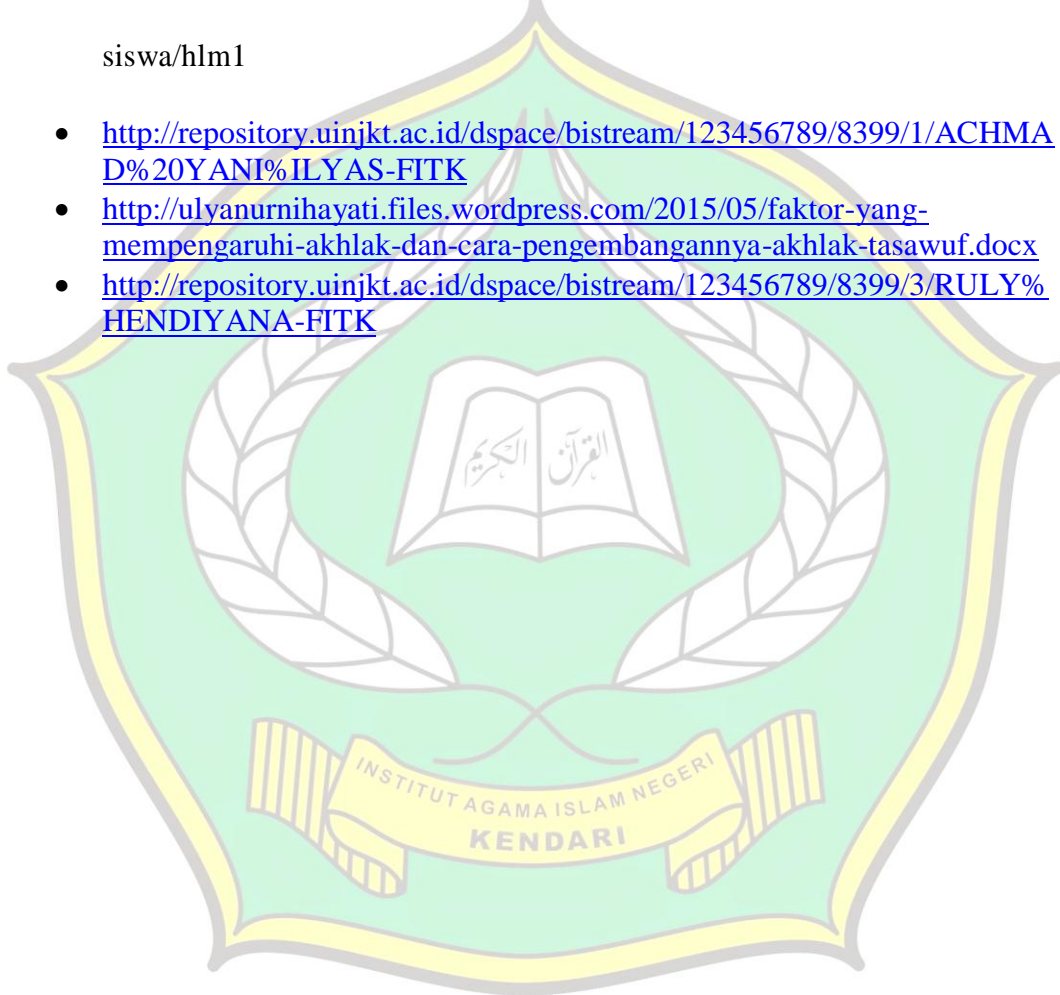 siswa/hlm1
• http://repository.uinjkt.ac.id/dspace/bistream/123456789/8399/1/ACHMA
D%20YANI%ILYAS-FITK
• http://ulyanurnihayati.files.wordpress.com/2015/05/faktor-yang-
mempengaruhi-akhlak-dan-cara-pengembangannya-akhlak-tasawuf.docx
• http://repository.uinjkt.ac.id/dspace/bistream/123456789/8399/3/RULY%
HENDIYANA-FITK
القرآن الكريم
INSTITUT AGAMA ISLAM NEGERI
KENDARI